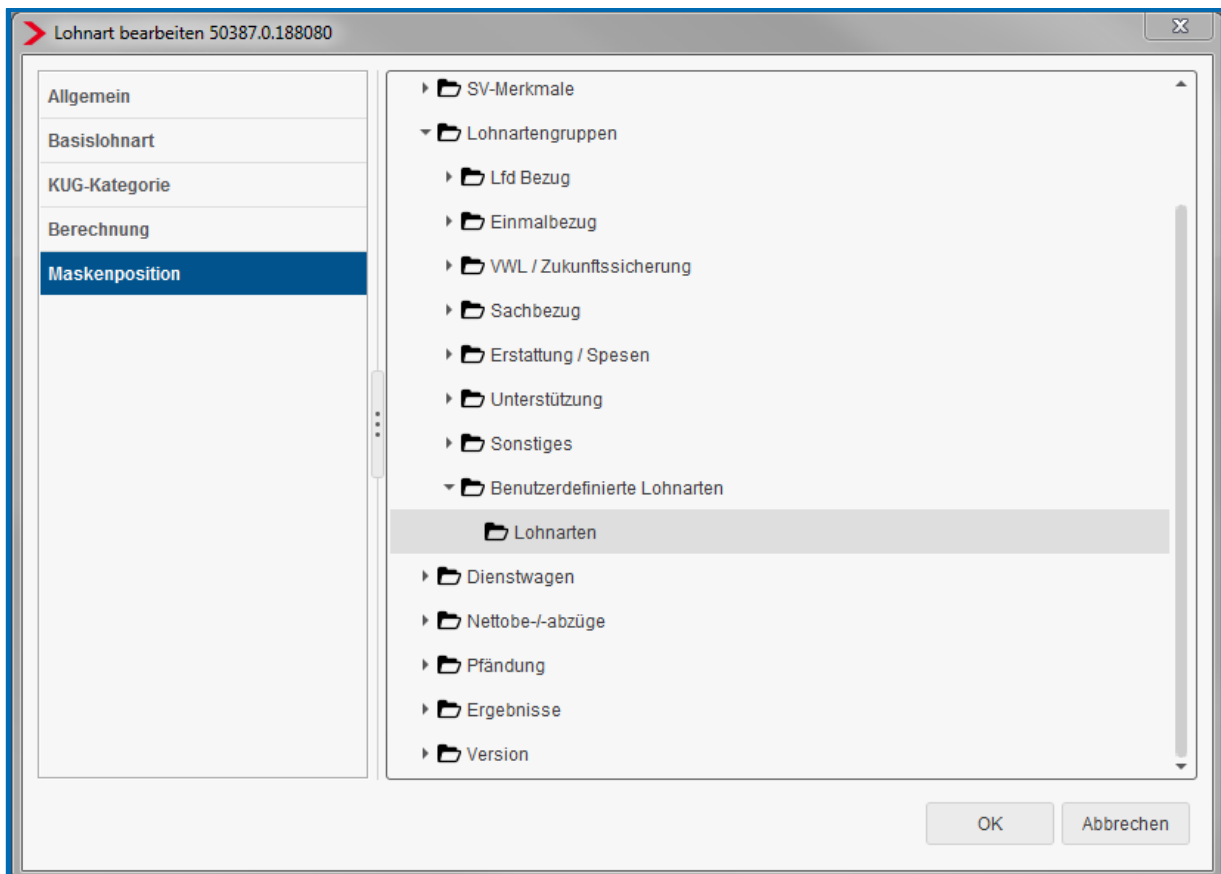 Lohnart bearbeiten 50387.0.188080
Allgemein
Basislohnart
KUG-Kategorie
Berechnung
Maskenposition
SV-Merkmale
Lohnartengruppen
Lfd Bezug
Einmalbezug
VWL / Zukunftssicherung
Sachbezug
Erstattung / Spesen
Unterstützung
Sonstiges
Benutzerdefinierte Lohnarten
Lohnarten
Dienstwagen
Nettobe-/-abzüge
Pfändung
Ergebnisse
Version
OK Abbrechen